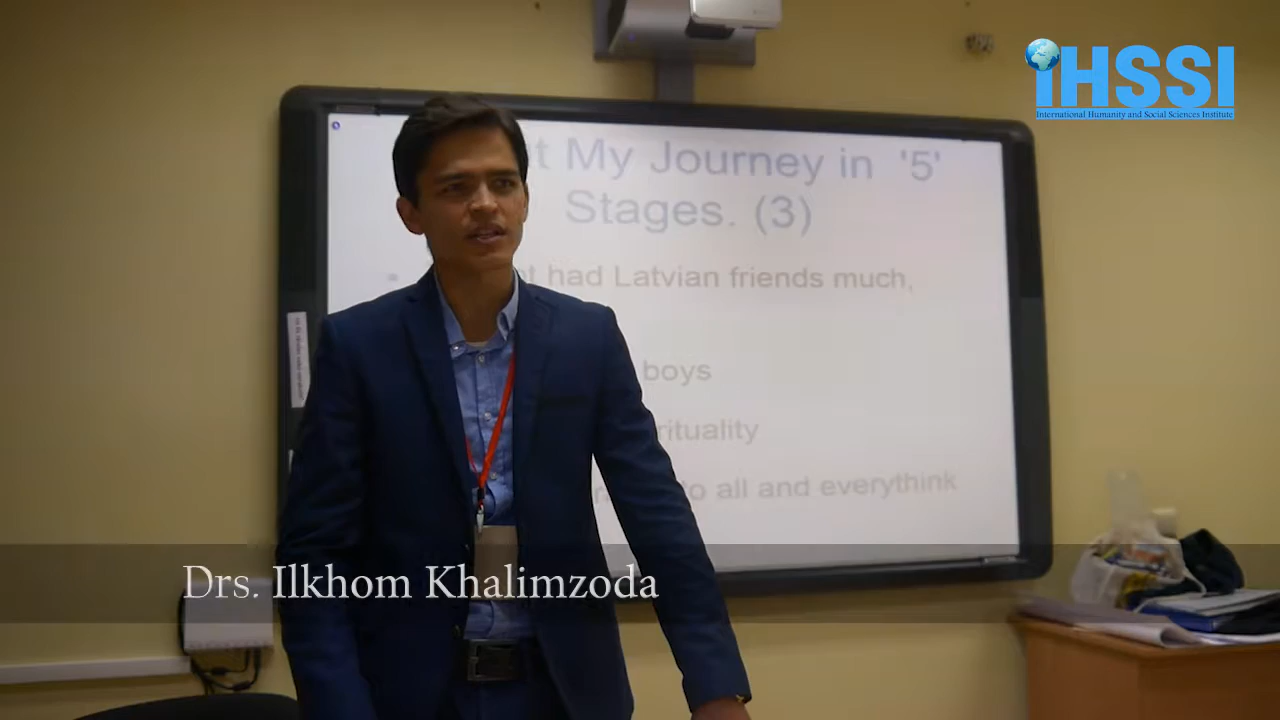 iHSSI
International Humanity and Social Sciences Institute
My Journey in '5'
Stages. (3)
had Latvian friends much,
boys
to all and everythink
Drs. Ilkhom Khalimzoda